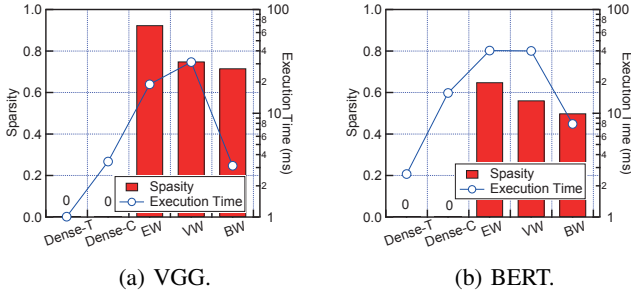 1.0
0.8
0.6
0.4
0.2
0.0
Sparsity
0
0
Spasity
Execution Time
100
8
6
4
2
10
8
6
4
2
1
Execution Time (ms)
Dense-T
Dense-C
EW
VW
BW
(a) VGG.
1.0
0.8
0.6
0.4
0.2
0.0
Sparsity
0
0
Spasity
Execution Time
100
8
6
4
2
10
8
6
4
2
1
Execution Time (ms)
Dense-T
Dense-C
EW
VW
BW
(b) BERT.